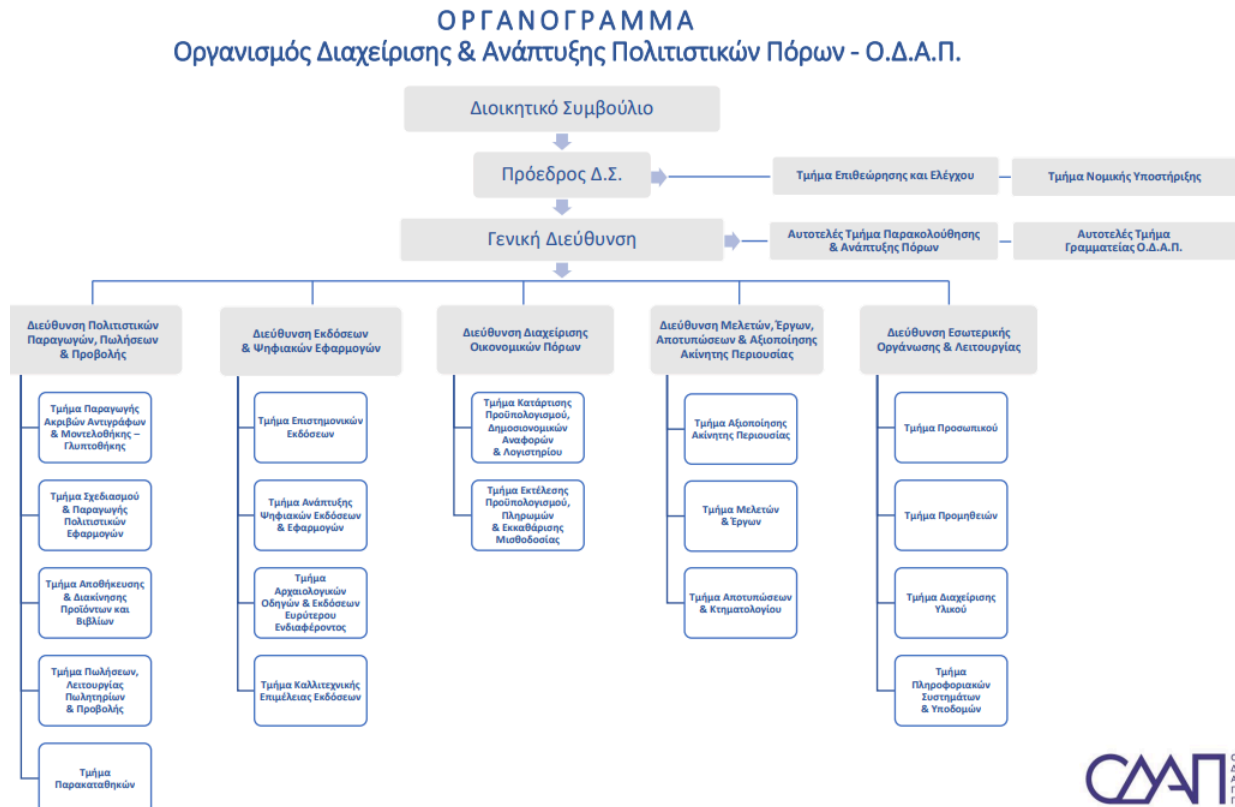 ΟΡΓΑΝΟΓΡΑΜΜΑ
Οργανισμός Διαχείρισης & Ανάπτυξης Πολιτιστικών Πόρων - Ο.Δ.Α.Π.
Διοικητικό Συμβούλιο
Πρόεδρος Δ.Σ.
Τμήμα Επιθεώρησης και Ελέγχου
Τμήμα Νομικής Υποστήριξης
Γενική Διεύθυνση
Αυτοτελές Τμήμα Παρακολούθησης
& Ανάπτυξης Πόρων
Αυτοτελές Τμήμα
Γραμματείας Ο.Δ.Α.Π.
Διεύθυνση Πολιτιστικών
Παραγωγών, Πωλήσεων
& Προβολής
Τμήμα Παραγωγής
Ακριβών Αντιγράφων
& Μοντελοθήκης –
Γλυπτοθήκης
Τμήμα Σχεδιασμού
& Παραγωγής
Πολιτιστικών
Εφαρμογών
Τμήμα Αποθήκευσης
& Διακίνησης
Προϊόντων και
Βιβλίων
Τμήμα Πωλήσεων,
Λειτουργίας
Πωλητηρίων
& Προβολής
Τμήμα
Παρακαταθηκών
Διεύθυνση Εκδόσεων
& Ψηφιακών Εφαρμογών
Τμήμα Επιστημονικών
Εκδόσεων
Τμήμα Ανάπτυξης
Ψηφιακών Εκδόσεων
& Εφαρμογών
Τμήμα
Αρχαιολογικών
Οδηγών & Εκδόσεων
Ευρύτερου
Ενδιαφέροντος
Τμήμα Καλλιτεχνικής
Επιμέλειας Εκδόσεων
Διεύθυνση Διαχείρισης
Οικονομικών Πόρων
Τμήμα Κατάρτισης
Προϋπολογισμού,
Δημοσιονομικών
Αναφορών
& Λογιστηρίου
Τμήμα Εκτέλεσης
Προϋπολογισμού,
Πληρωμών
& Εκκαθάρισης
Μισθοδοσίας
Διεύθυνση Μελετών, Έργων,
Αποτυπώσεων & Αξιοποίησης
Ακίνητης Περιουσίας
Τμήμα Αξιοποίησης
Ακίνητης Περιουσίας
Τμήμα Μελετών
& Έργων
Τμήμα Αποτυπώσεων
& Κτηματολογίου
Διεύθυνση Εσωτερικής
Οργάνωσης & Λειτουργίας
Τμήμα Προσωπικού
Τμήμα Προμηθειών
Τμήμα Διαχείρισης
Υλικού
Τμήμα
Πληροφοριακών
Συστημάτων
& Υποδομών
ΟΔΑΠ